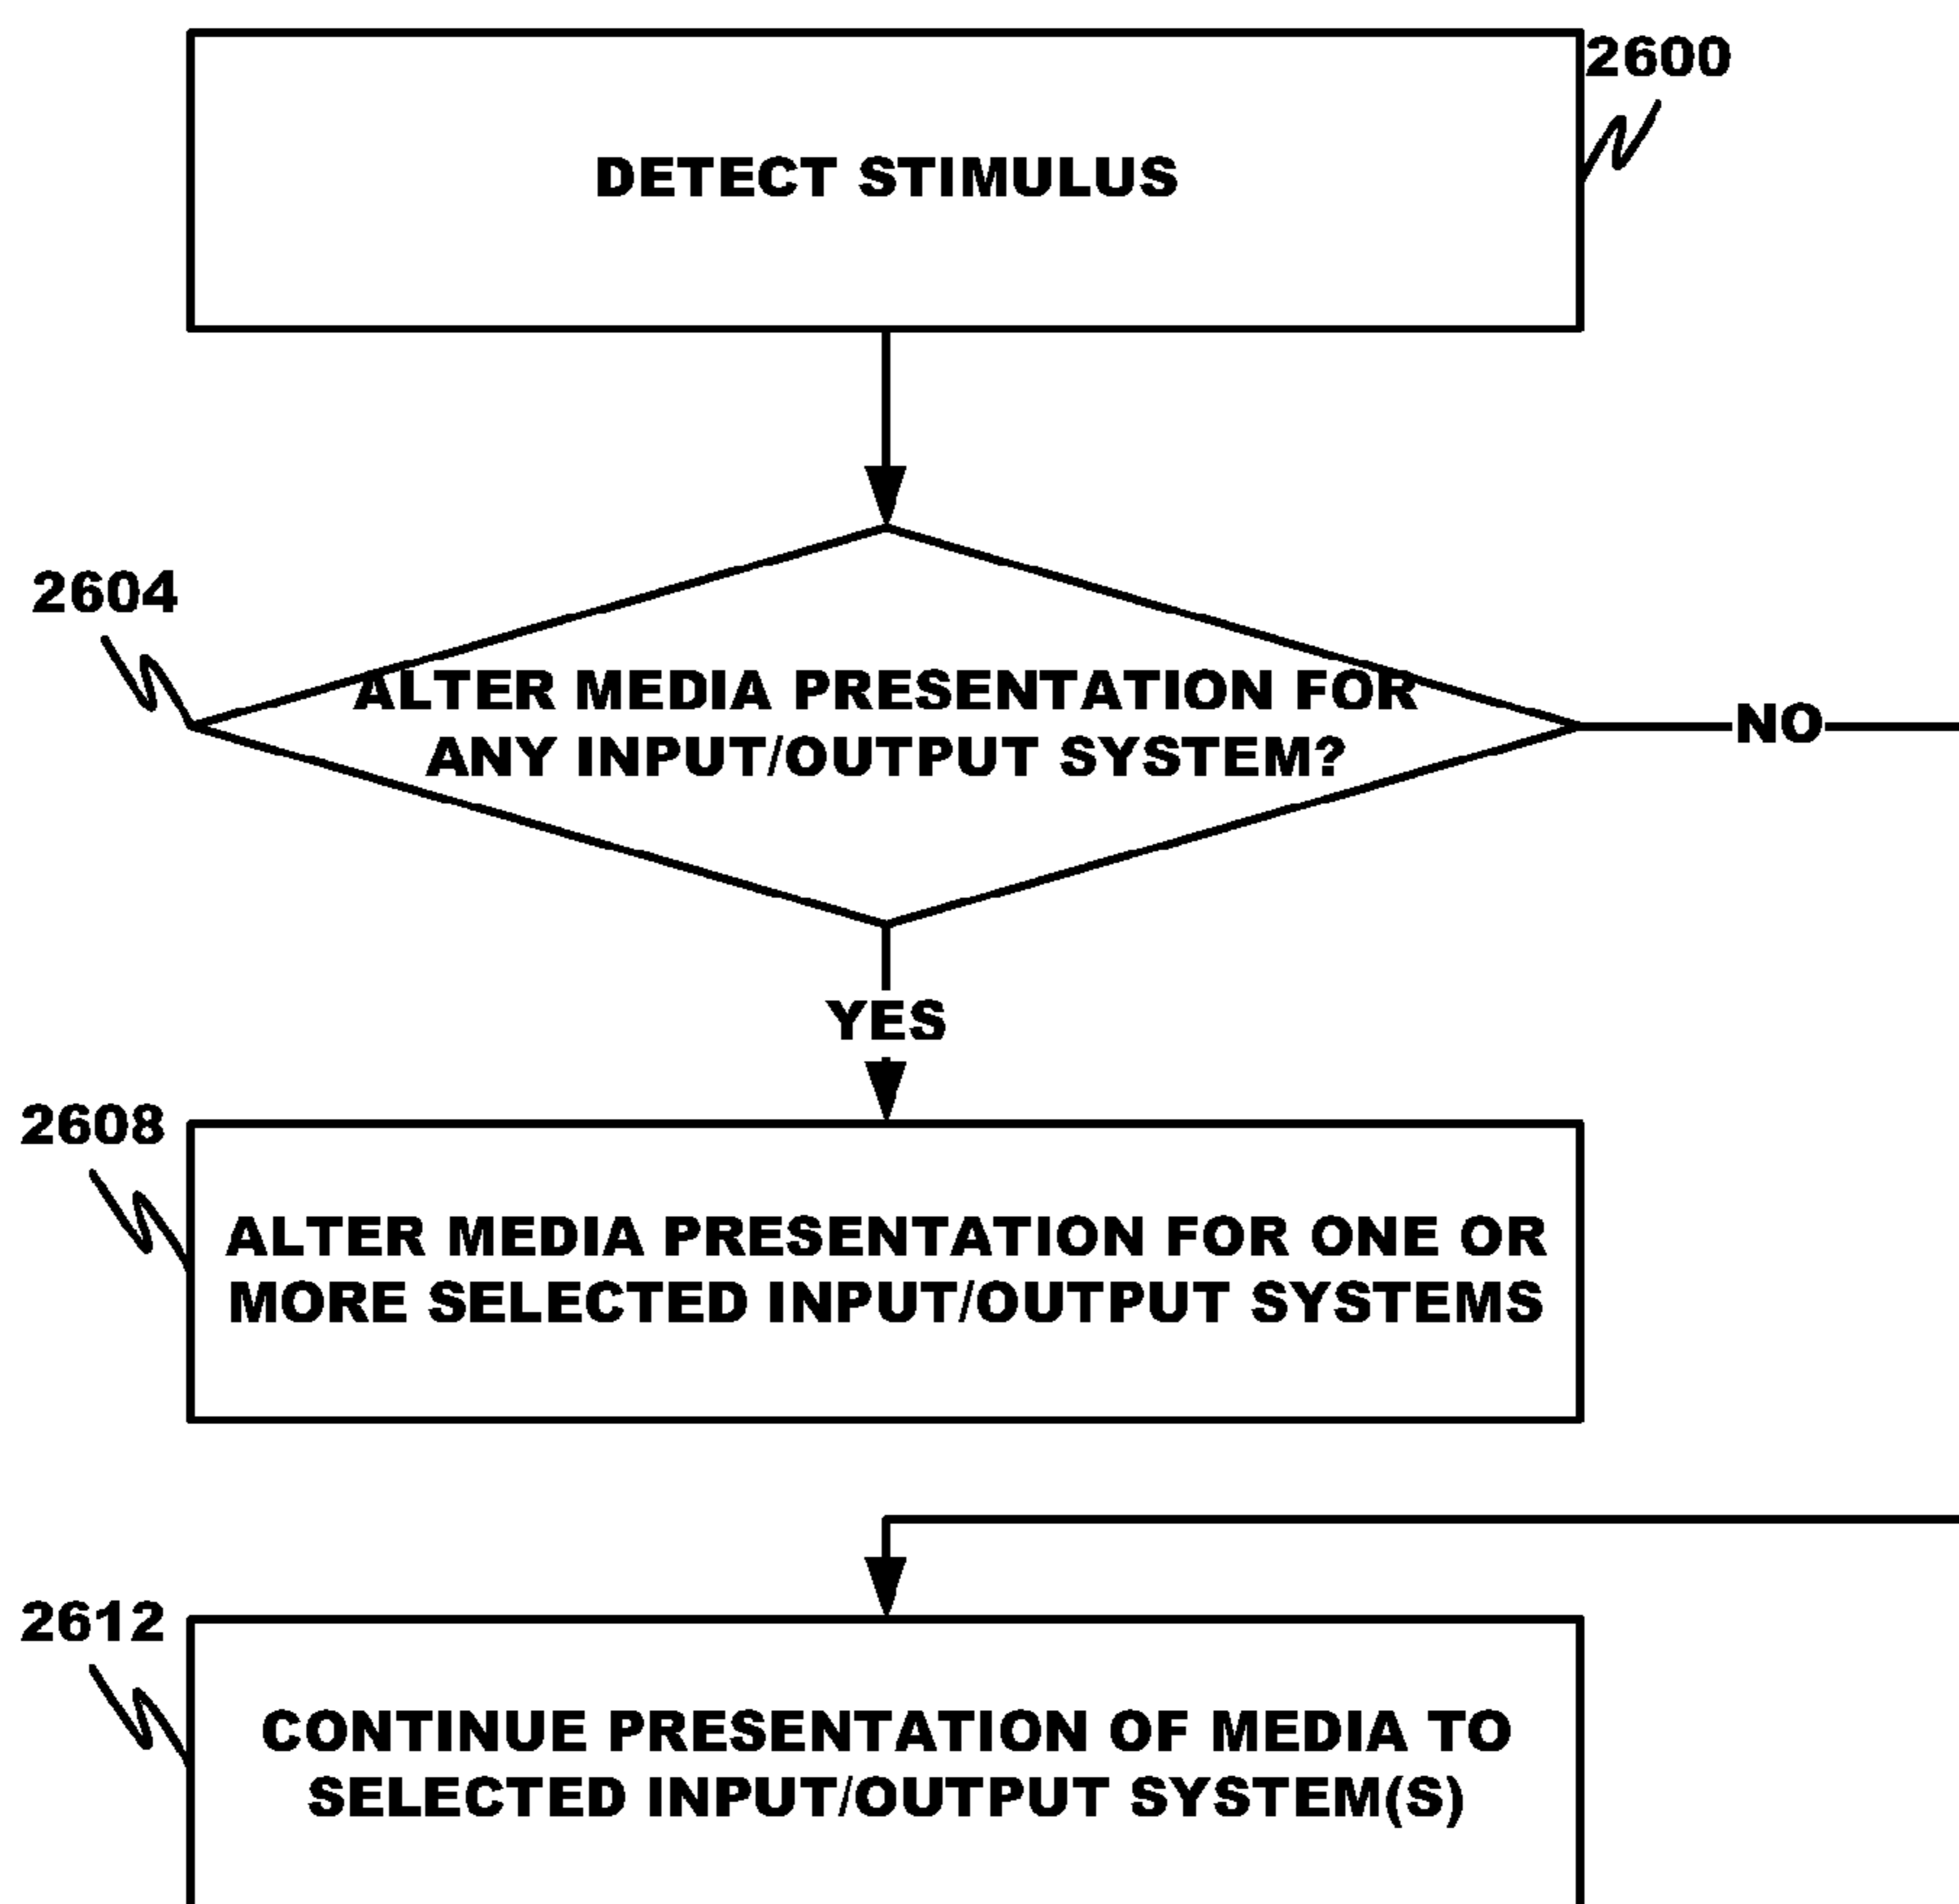 2600
DETECT STIMULUS
2604
ALTER MEDIA PRESENTATION FOR
ANY INPUT/OUTPUT SYSTEM?
NO
YES
2608
ALTER MEDIA PRESENTATION FOR ONE OR
MORE SELECTED INPUT/OUTPUT SYSTEMS
2612
CONTINUE PRESENTATION OF MEDIA TO
SELECTED INPUT/OUTPUT SYSTEM(S)